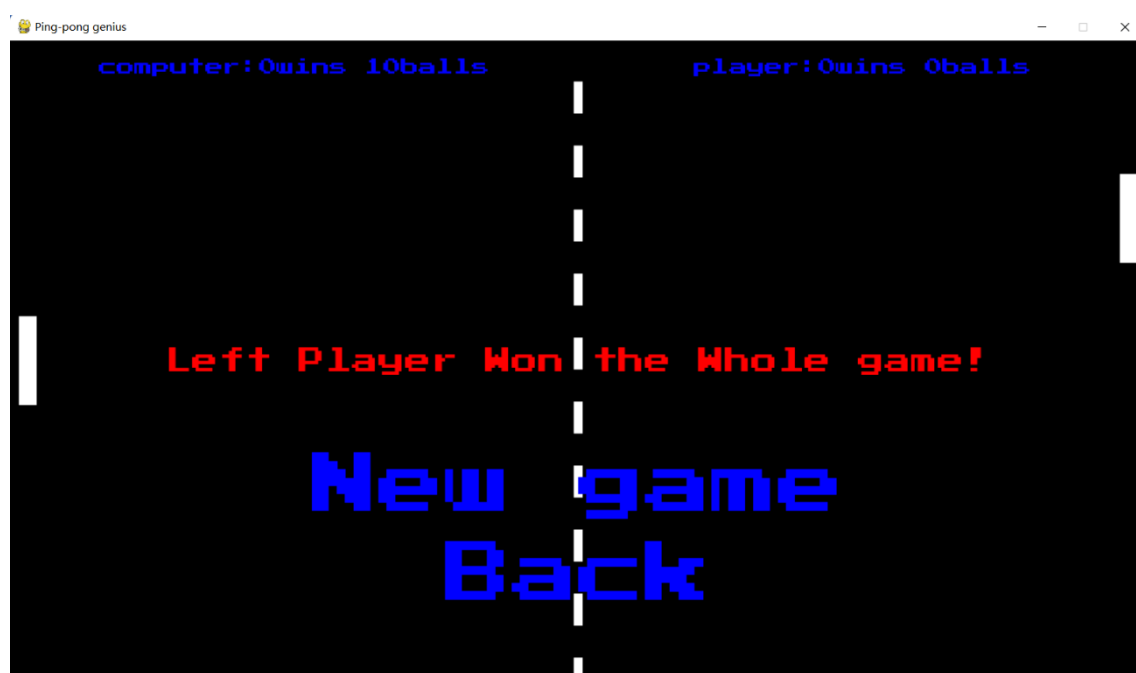 Ping-pong genius
computer:0wins 10balls player:0wins 0balls
Left Player Won the Whole game!
New game
Back